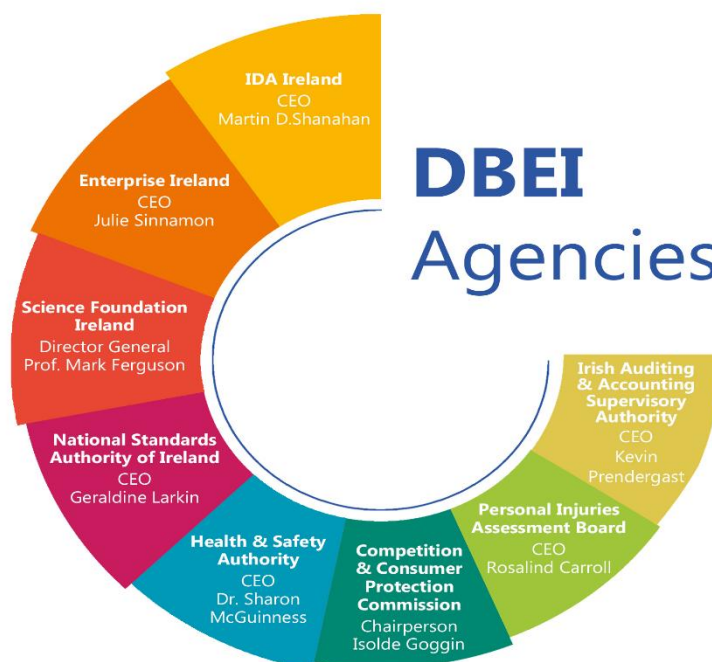 DBEI
Agencies
IDA Ireland
CEO
Martin D.Shanahan
Enterprise Ireland
CEO
Julie Sinnamon
Science Foundation
Ireland
Director General
Prof. Mark Ferguson
National Standards
Authority of Ireland
CEO
Geraldine Larkin
Health & Safety
Authority
CEO
Dr. Sharon
McGuinness
Competition
& Consumer
Protection
Commission
Chairperson
Isolde Goggin
Personal Injuries
Assessment Board
CEO
Rosalind Carroll
Irish Auditing
& Accounting
Supervisory
Authority
CEO
Kevin
Prendergast